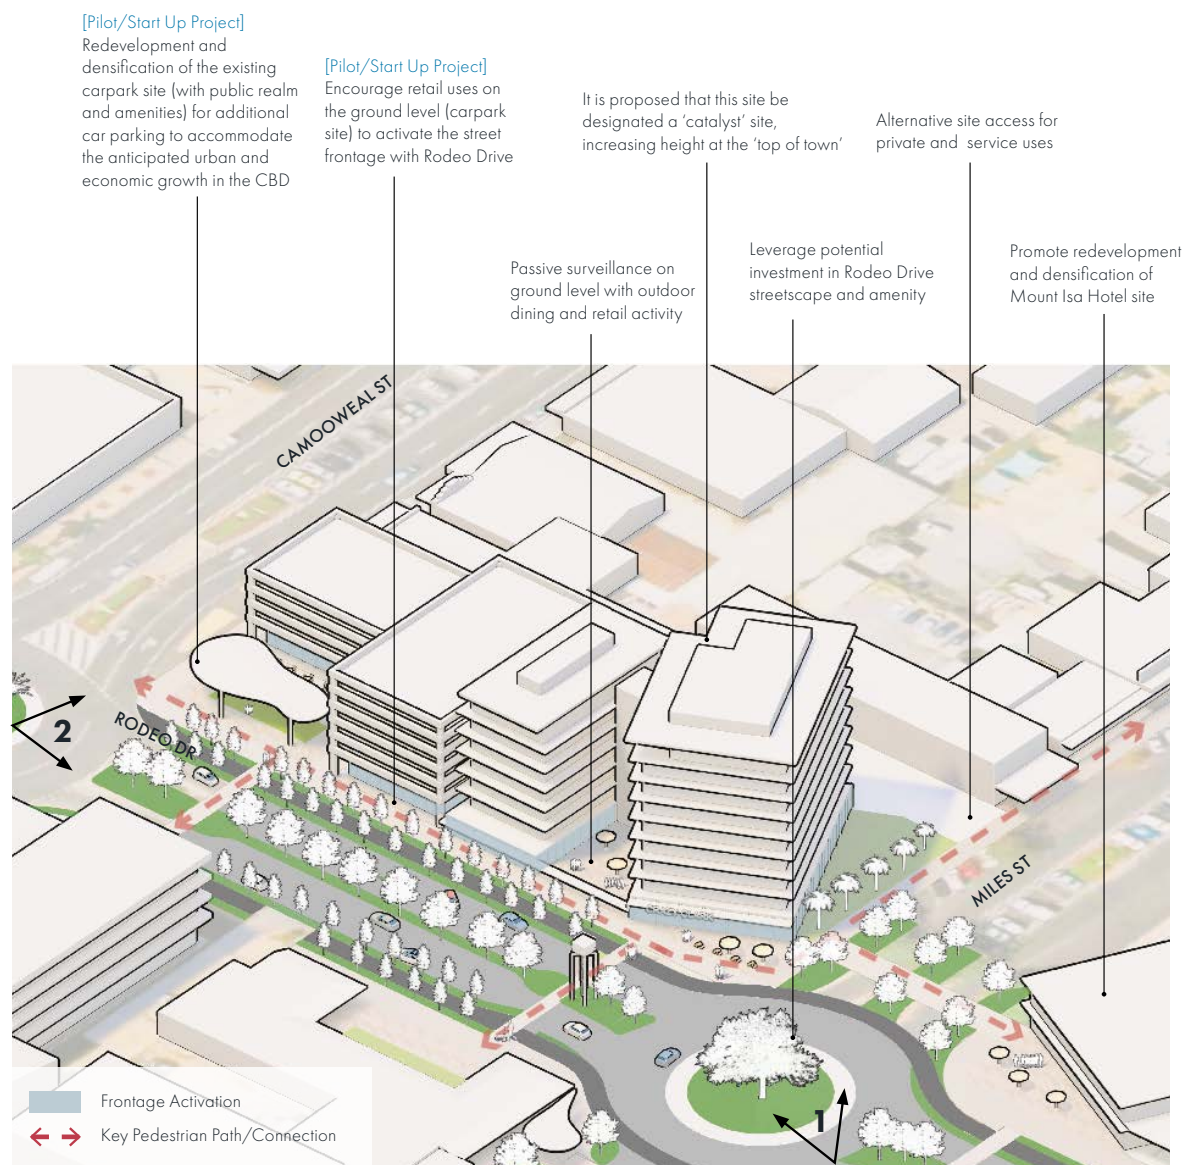 [Pilot/Start Up Project]
Redevelopment and
densification of the existing
carpark site (with public realm
and amenities) for additional
car parking to accommodate
the anticipated urban and
economic growth in the CBD
[Pilot/Start Up Project]
Encourage retail uses on
the ground level (carpark
site) to activate the street
frontage with Rodeo Drive
It is proposed that this site be
designated a ‘catalyst’ site,
increasing height at the ‘top of town’
Alternative site access for
private and service uses
Passive surveillance on
ground level with outdoor
dining and retail activity
Leverage potential
investment in Rodeo Drive
streetscape and amenity
Promote redevelopment
and densification of
Mount Isa Hotel site
CAMOOWEAL ST
RODEO DR
2
MILES ST
1
Frontage Activation
Key Pedestrian Path/Connection